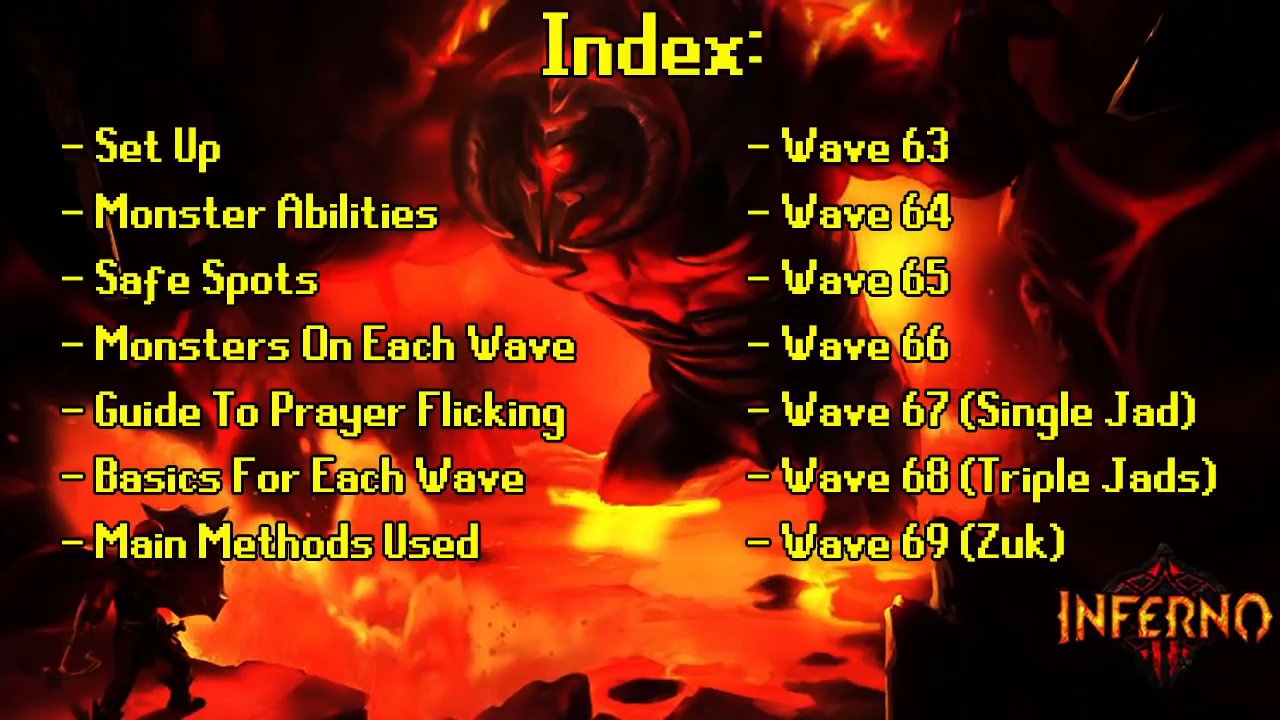 Index:
- Set Up
- Monster Abilities
- Safe Spots
- Monsters On Each Wave
- Guide To Prayer Flicking
- Basics For Each Wave
- Main Methods Used
- Wave 63
- Wave 64
- Wave 65
- Wave 66
- Wave 67 (Single Jad)
- Wave 68 (Triple Jads)
- Wave 69 (Zuk)
INFERNO